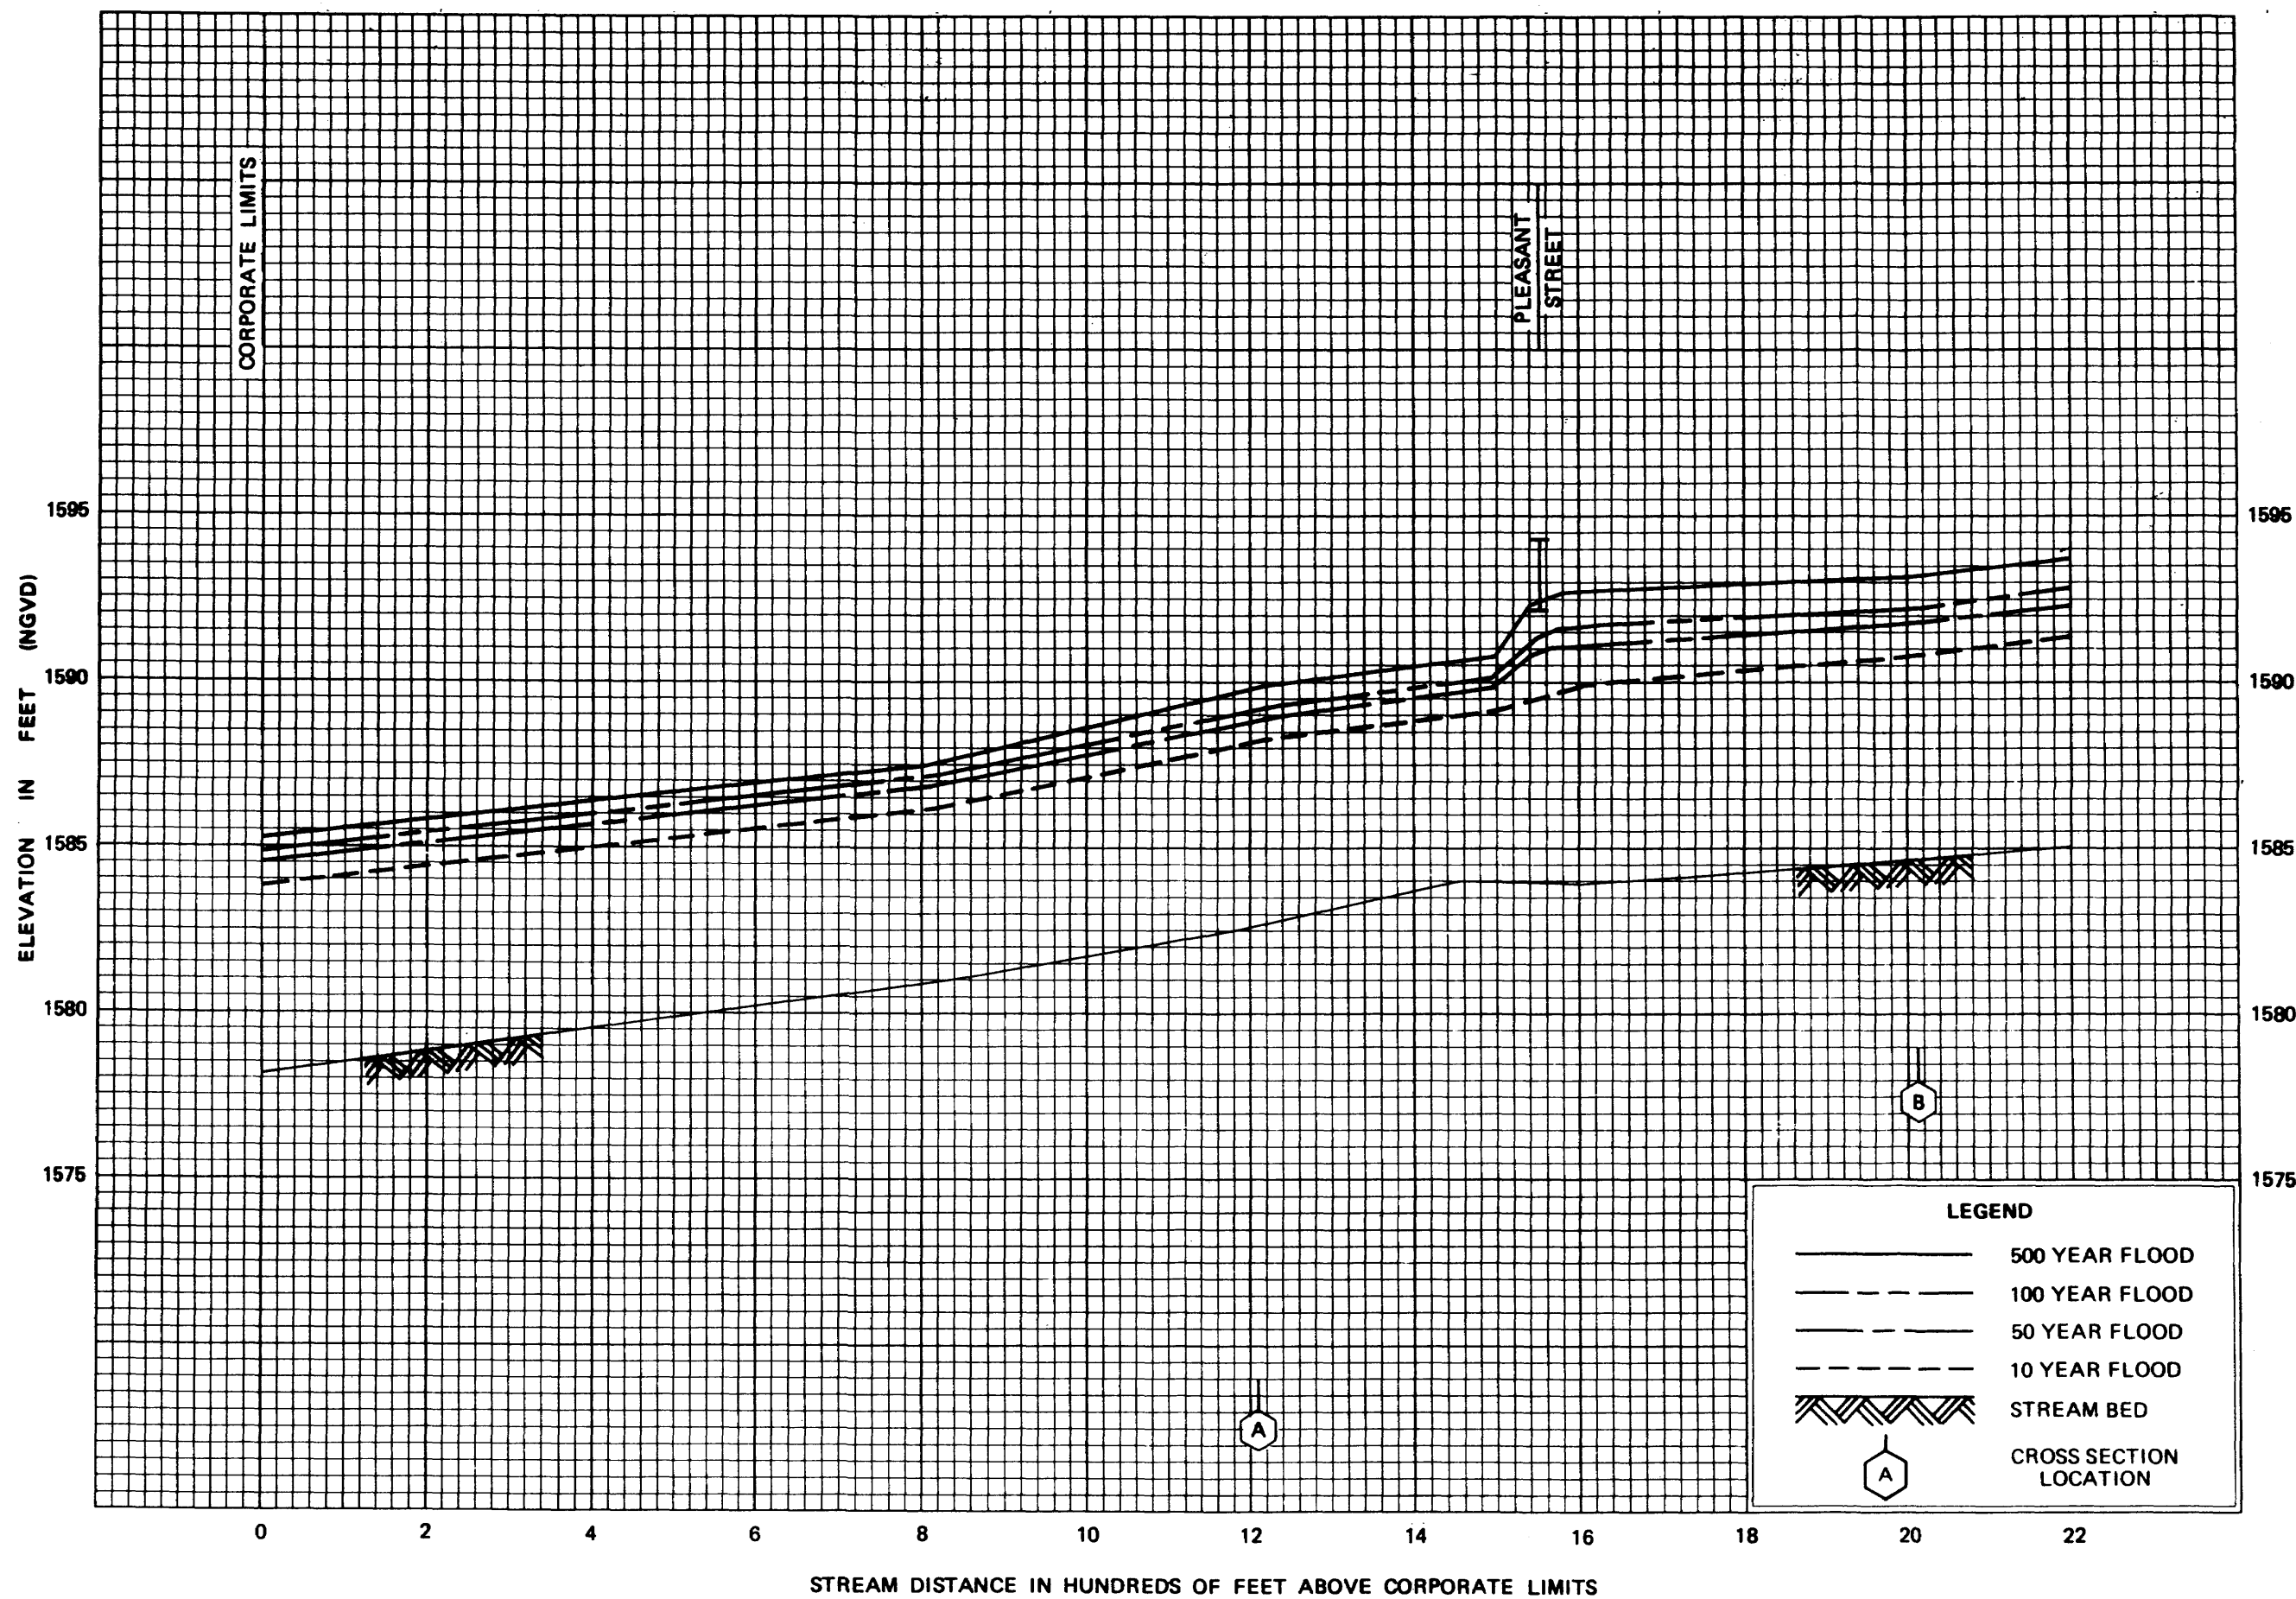 CORPORATE LIMITS
PLEASANT
STREET
ELEVATION IN FEET (NGVD)
1595
1590
1585
1580
1575
1595
1590
1585
1580
1575
B
A
LEGEND
500 YEAR FLOOD
100 YEAR FLOOD
50 YEAR FLOOD
10 YEAR FLOOD
STREAM BED
A
CROSS SECTION
LOCATION
0 2 4 6 8 10 12 14 16 18 20 22
STREAM DISTANCE IN HUNDREDS OF FEET ABOVE CORPORATE LIMITS